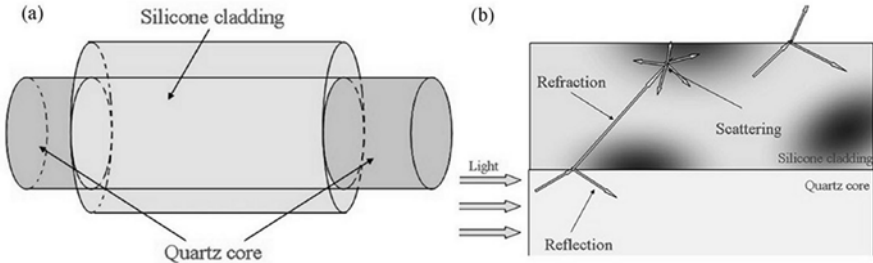 (a)
Silicone cladding
Quartz core
(b)
Refraction
Scattering
Silicone cladding
Light
Quartz core
Reflection